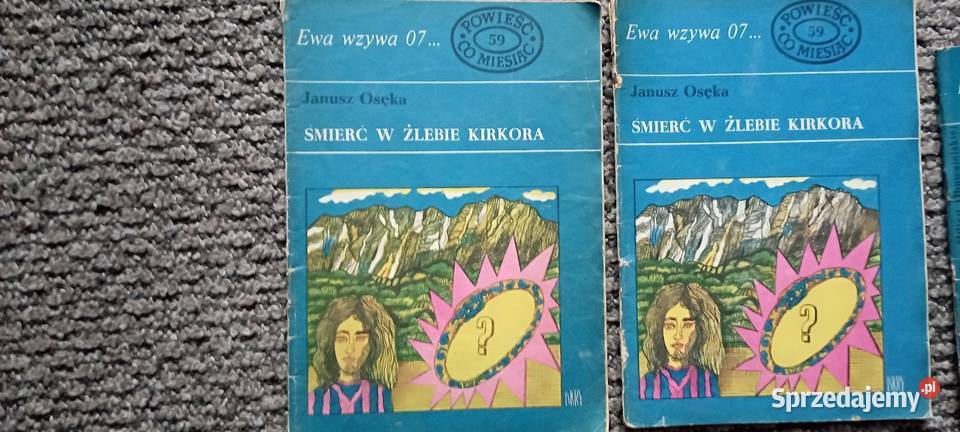 Ewa wzywa 07...
POWIEŚĆ
59
CO MIESIĄC
Janusz Osęka
ŚMIERĆ W ŻLEBIE KIRKORA
Ewa wzywa 07...
POWIEŚĆ
59
CO MIESIĄC
Janusz Osęka
ŚMIERĆ W ŻLEBIE KIRKORA
?
?
Sprzedajemy.pl